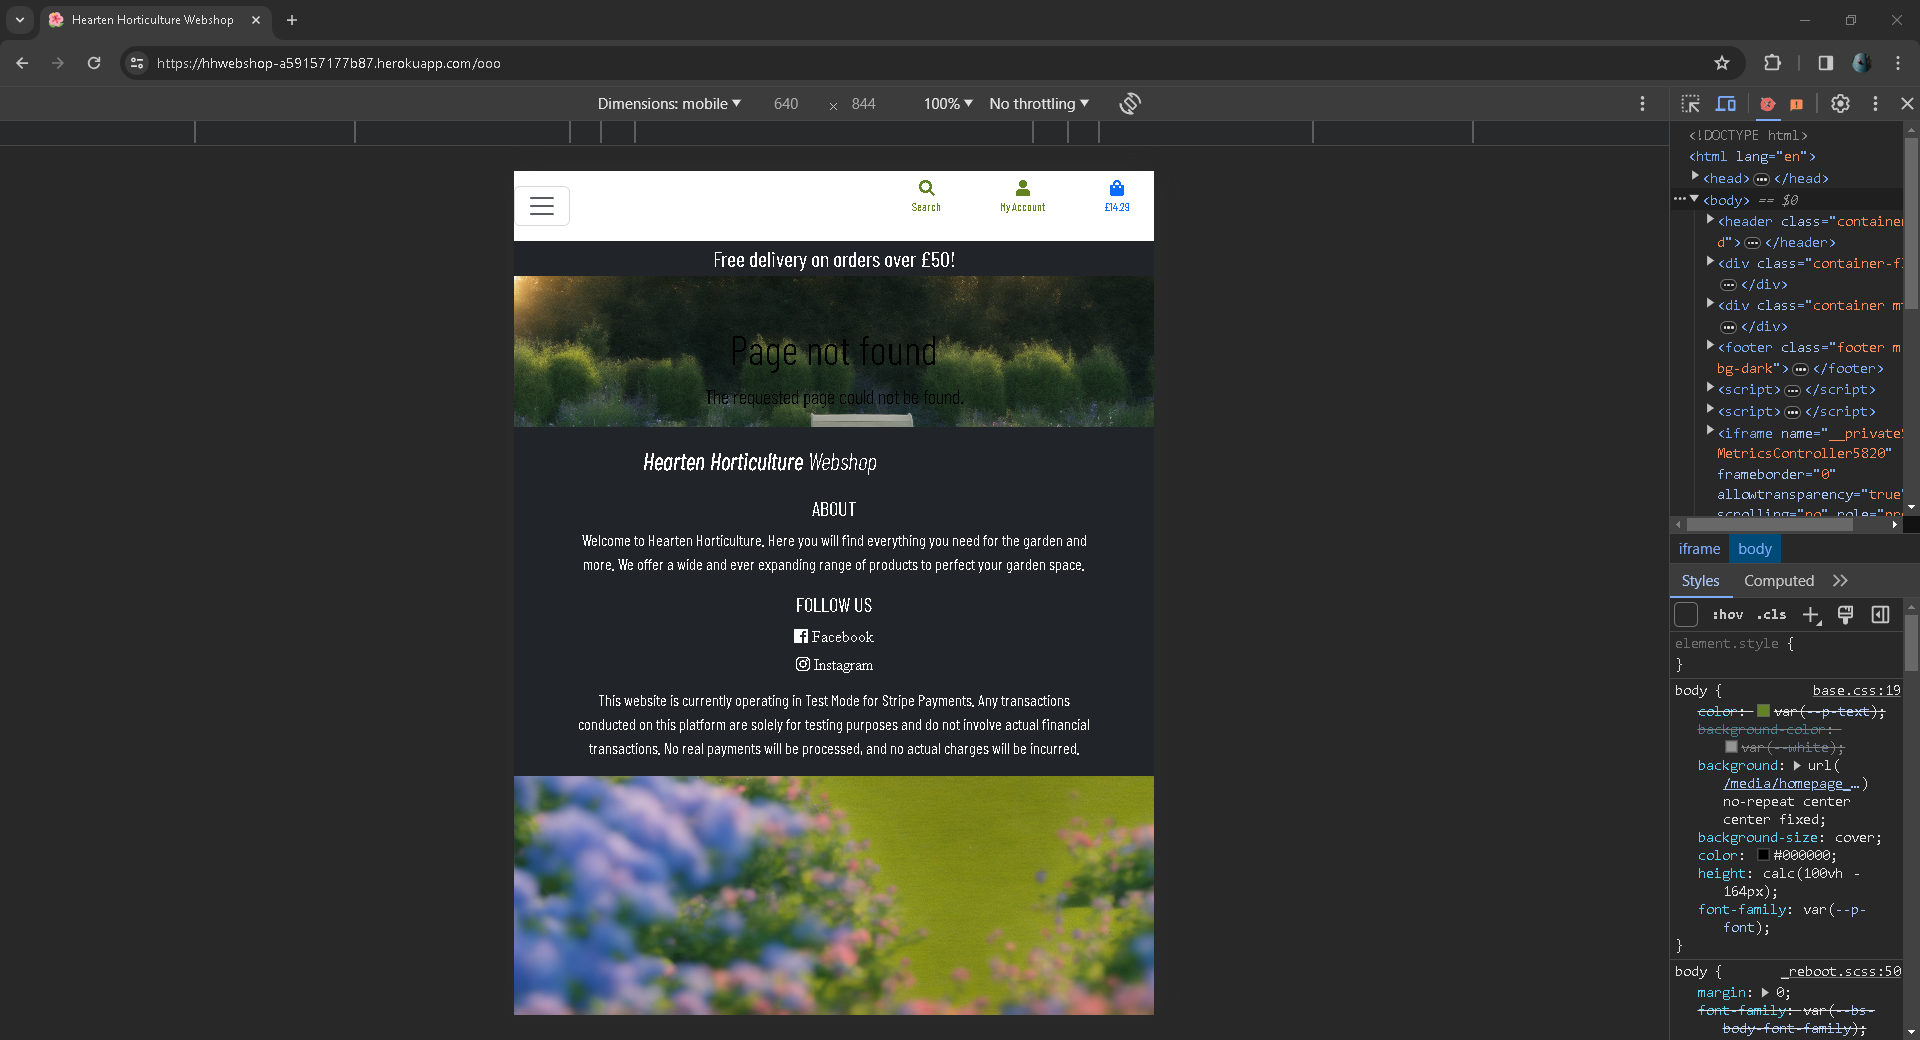 Hearten Horticulture Webshop
https://hhwebshop-a59157177b87.herokuapp.com/ooo
Dimensions: mobile 640 × 844 100% No throttling
Search My Account £14.29
Free delivery on orders over £50!
Page not found
The requested page could not be found.
Hearten Horticulture Webshop
ABOUT
Welcome to Hearten Horticulture. Here you will find everything you need for the garden and
more. We offer a wide and ever expanding range of products to perfect your garden space.
FOLLOW US
Facebook
Instagram
This website is currently operating in Test Mode for Stripe Payments. Any transactions
conducted on this platform are solely for testing purposes and do not involve actual financial
transactions. No real payments will be processed, and no actual charges will be incurred.
<!DOCTYPE html>
<html lang="en">
<head> ••• </head>
••• <body> == $0
<header class="container
d"> ••• </header>
<div class="container-fl
••• </div>
<div class="container m
••• </div>
<footer class="footer m
bg-dark"> ••• </footer>
<script> ••• </script>
<script> ••• </script>
<iframe name="__private
MetricsController5820"
frameborder="0"
allowtransparency="true"
scrolling="no" role="pr
iframe body
Styles Computed
:hov .cls
element.style {
}
body { base.css:19
color: var(--p-text);
background-color:
var(--white);
background: url(
/media/homepage_…)
no-repeat center
center fixed;
background-size: cover;
color: #000000;
height: calc(100vh -
164px);
font-family: var(--p-
font);
}
body { _reboot.scss:50
margin: 0;
font-family: var(--bs-
body-font-family);